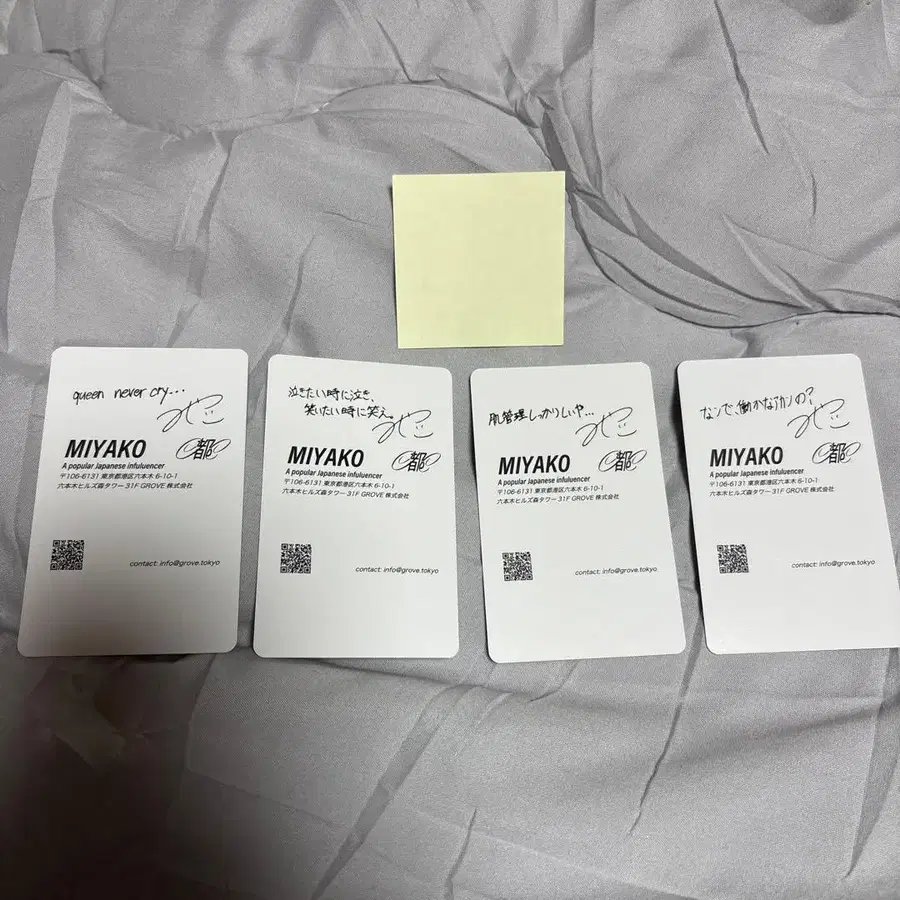 queen never cry...
みやこ
MIYAKO
都
A popular Japanese infuluencer
〒106-6131 東京都港区六本木 6-10-1
六本木ヒルズ森タワー 31F GROVE 株式会社
contact: info@grove.tokyo
泣きたい時に泣き、
笑いたい時に笑え。
みやこ
MIYAKO
都
A popular Japanese infuluencer
〒106-6131 東京都港区六本木 6-10-1
六本木ヒルズ森タワー 31F GROVE 株式会社
contact: info@grove.tokyo
肌管理しっかりしいや...
みやこ
MIYAKO
都
A popular Japanese infuluencer
〒106-6131 東京都港区六本木 6-10-1
六本木ヒルズ森タワー 31F GROVE 株式会社
contact: info@grove.tokyo
なンで、働かなアカンの?
みやこ
MIYAKO
都
A popular Japanese infuluencer
〒106-6131 東京都港区六本木 6-10-1
六本木ヒルズ森タワー 31F GROVE 株式会社
contact: info@grove.tokyo